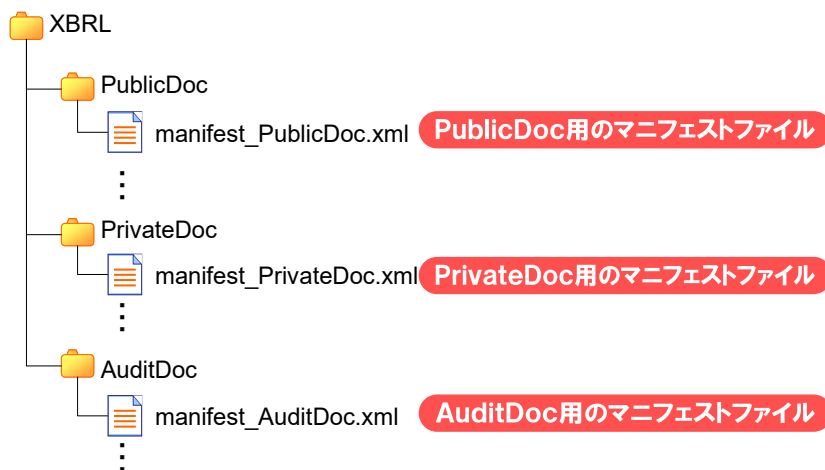 XBRL
PublicDoc
manifest_PublicDoc.xml PublicDoc用のマニフェストファイル
PrivateDoc
manifest_PrivateDoc.xml PrivateDoc用のマニフェストファイル
AuditDoc
manifest_AuditDoc.xml AuditDoc用のマニフェストファイル